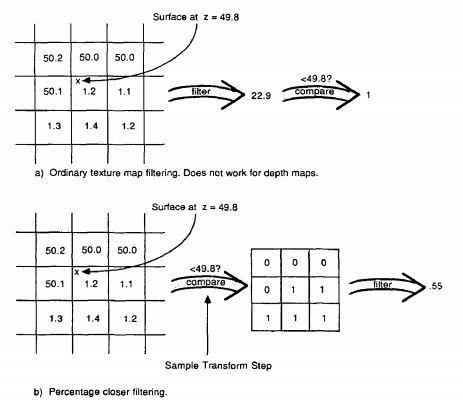 Surface at z = 49.8
50.2 50.0 50.0
x
<49.8?
50.1 1.2 1.1 filter 22.9 compare 1
1.3 1.4 1.2
a) Ordinary texture map filtering. Does not work for depth maps.
Surface at z = 49.8
50.2 50.0 50.0 0 0 0
x
<49.8?
50.1 1.2 1.1 compare 0 1 1 filter .55
1.3 1.4 1.2 1 1 1
Sample Transform Step
b) Percentage closer filtering.